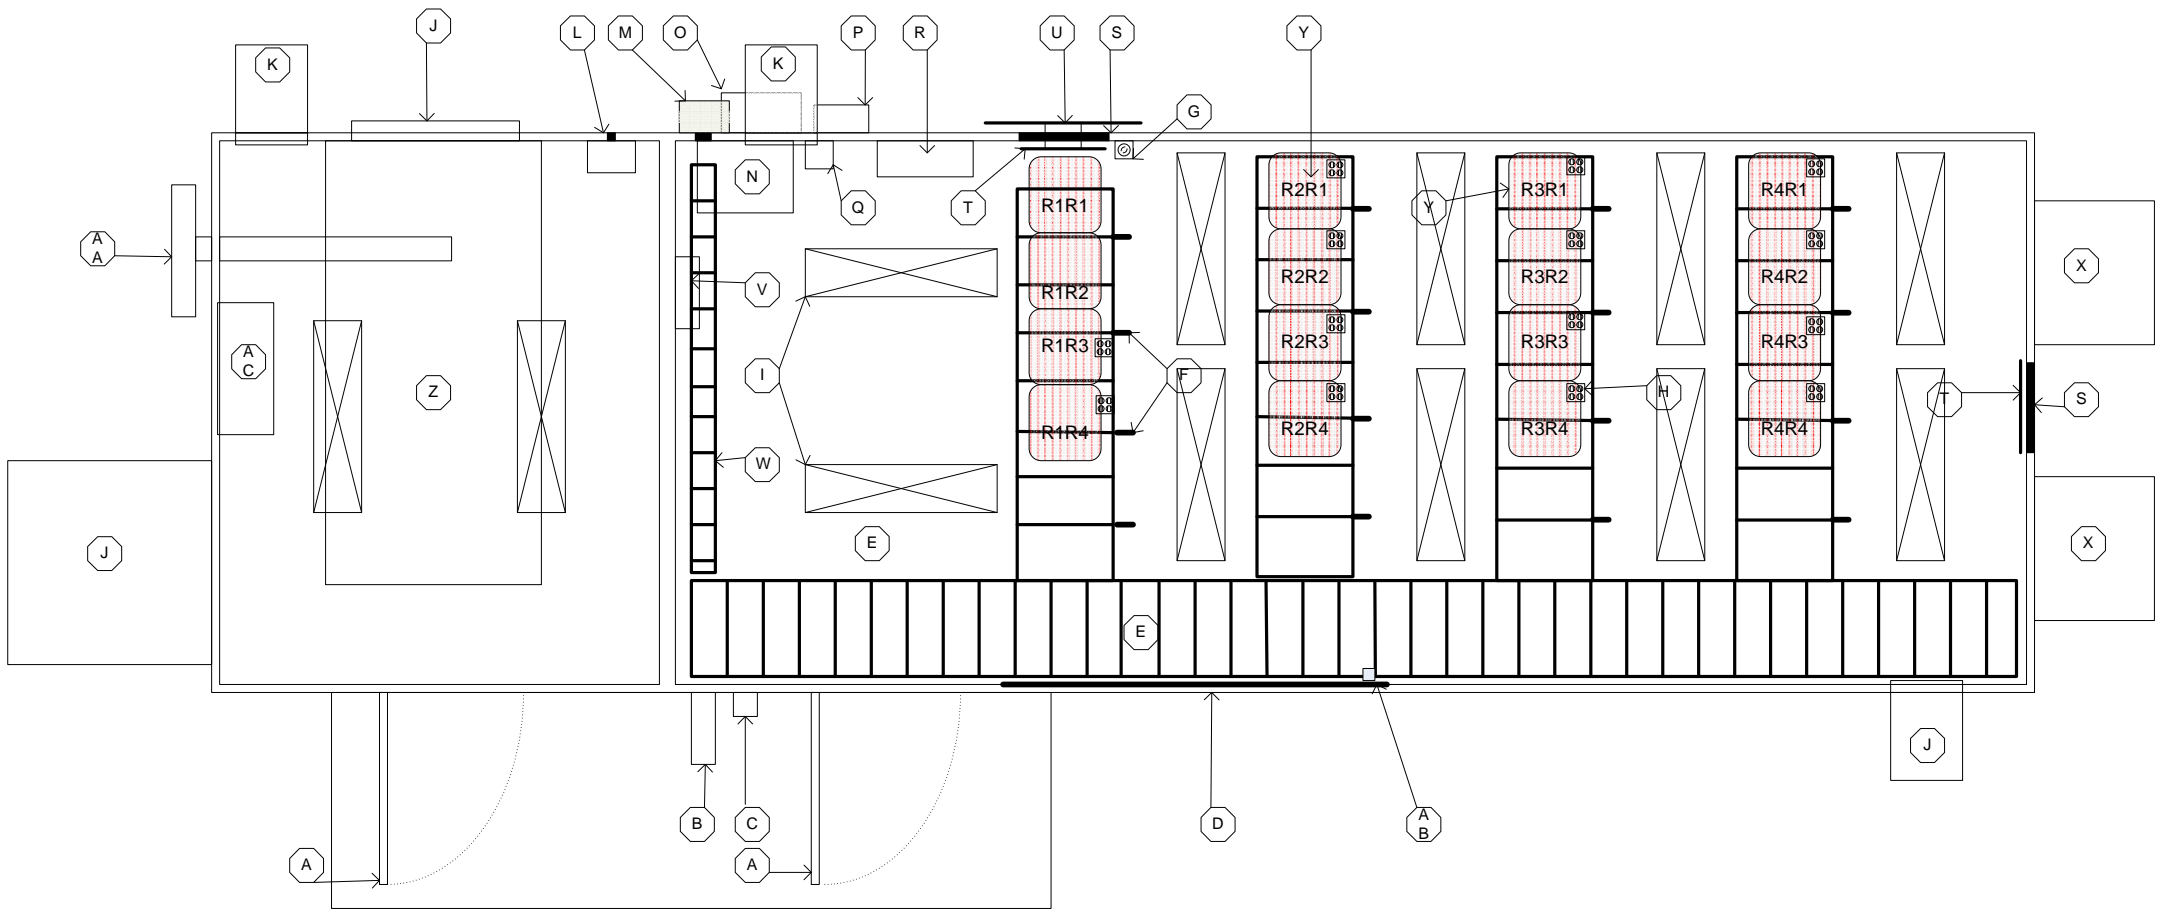 J
L
M
O
P
R
U
S
Y
K
K
G
N
Q
T
R1R1
R2R1
Y
R3R1
R4R1
A
A
V
R1R2
R2R2
R3R2
R4R2
X
A
C
Z
I
R1R3
F
R2R3
R3R3
H
R4R3
T
S
W
R1R4
R2R4
R3R4
R4R4
J
E
X
E
J
B
C
D
A
B
A
A